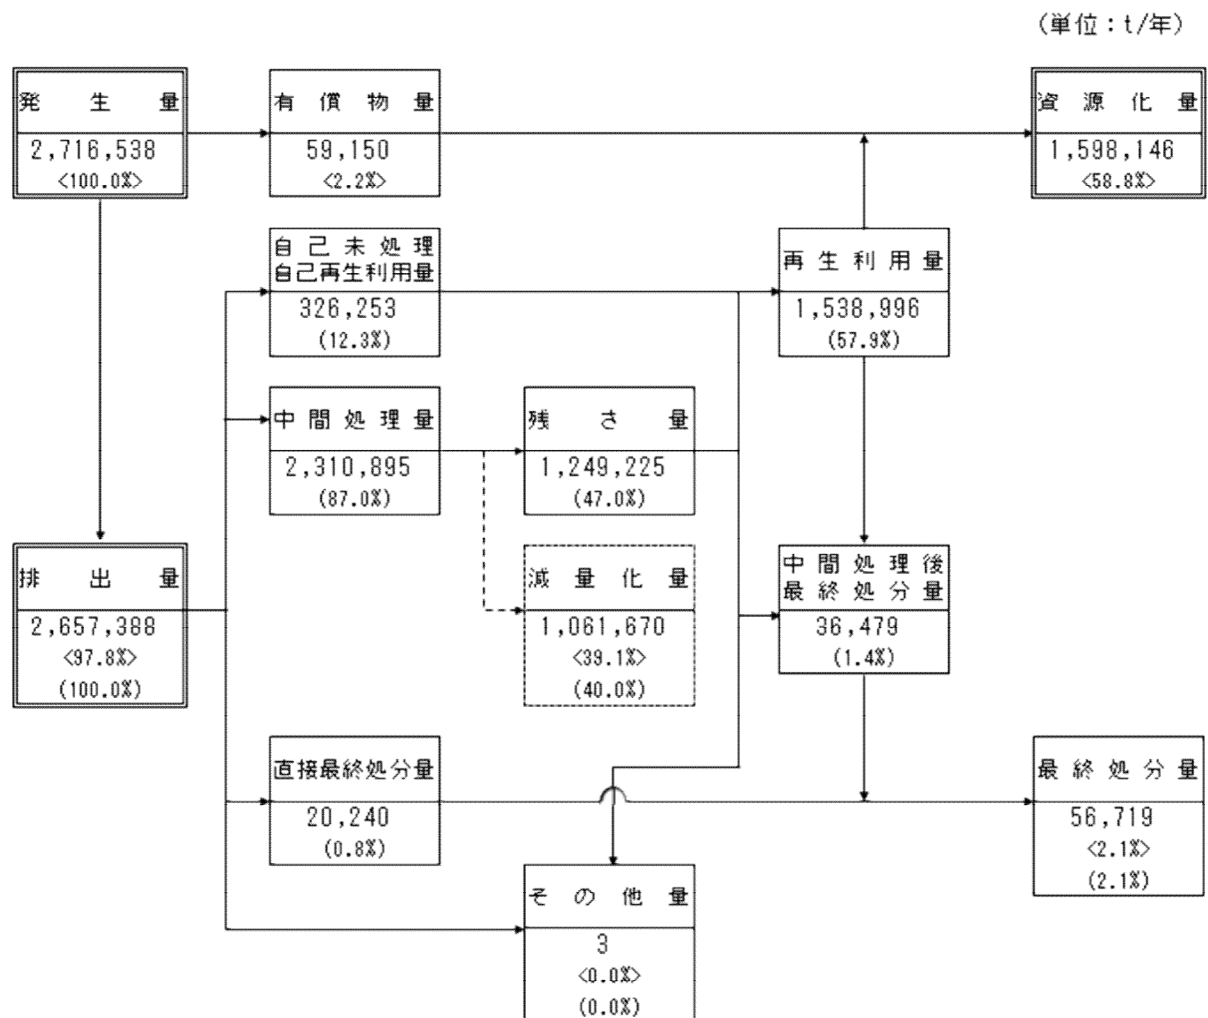 (単位：t/年)
発生量
2,716,538
<100.0%>
有償物量
59,150
<2.2%>
資源化量
1,598,146
<58.8%>
自己未処理
自己再生利用量
326,253
(12.3%)
再生利用量
1,538,996
(57.9%)
中間処理量
2,310,895
(87.0%)
残さ量
1,249,225
(47.0%)
排出量
2,657,388
<97.8%>
(100.0%)
減量化量
1,061,670
<39.1%>
(40.0%)
中間処理後
最終処分量
36,479
(1.4%)
直接最終処分量
20,240
(0.8%)
最終処分量
56,719
<2.1%>
(2.1%)
その他量
3
<0.0%>
(0.0%)